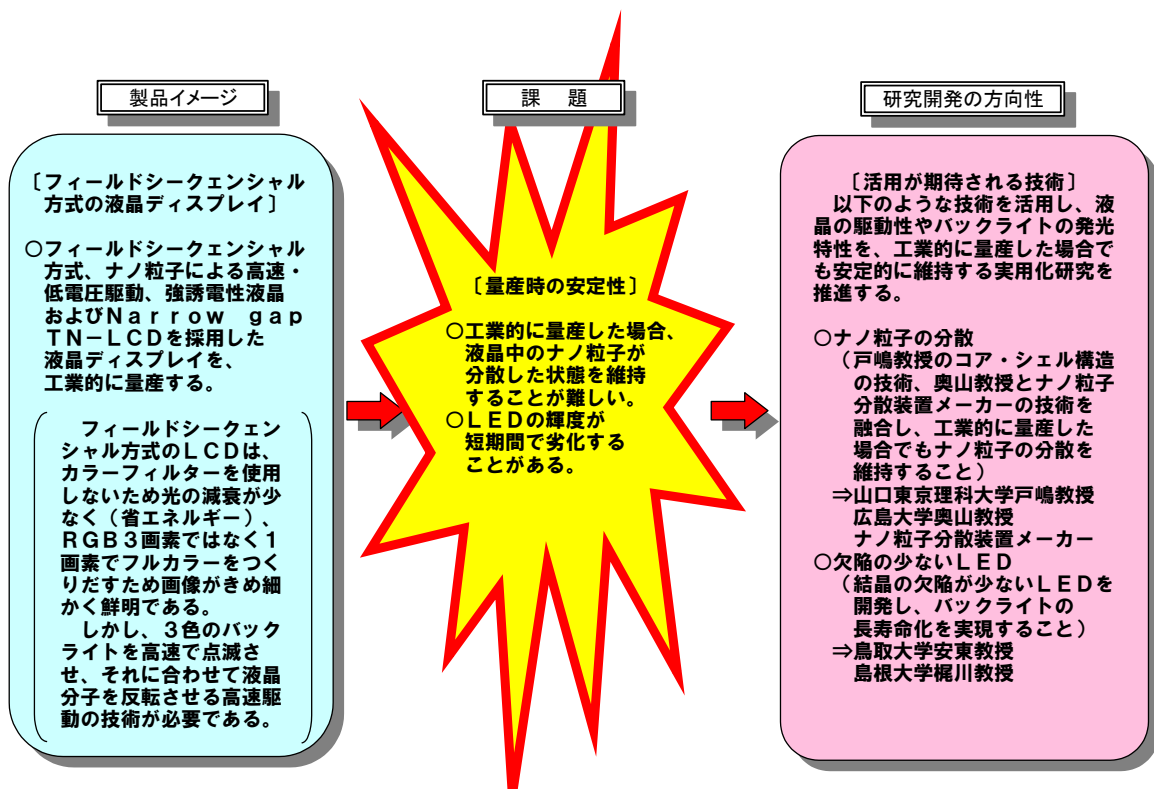 製品イメージ
〔フィールドシークェンシャル
方式の液晶ディスプレイ〕
○フィールドシークェンシャル
方式、ナノ粒子による高速・
低電圧駆動、強誘電性液晶
およびNarrow gap
TN－LCDを採用した
液晶ディスプレイを、
工業的に量産する。
フィールドシークェン
シャル方式のLCDは、
カラーフィルターを使用
しないため光の減衰が少
なく（省エネルギー）、
RGB3画素ではなく1
画素でフルカラーをつく
りだすため画像がきめ細
かく鮮明である。
しかし、3色のバック
ライトを高速で点滅さ
せ、それに合わせて液晶
分子を反転させる高速駆
動の技術が必要である。
課 題
〔量産時の安定性〕
○工業的に量産した場合、
液晶中のナノ粒子が
分散した状態を維持
することが難しい。
○LEDの輝度が
短期間で劣化する
ことがある。
研究開発の方向性
〔活用が期待される技術〕
以下のような技術を活用し、液
晶の駆動性やバックライトの発光
特性を、工業的に量産した場合で
も安定的に維持する実用化研究を
推進する。
○ナノ粒子の分散
（戸嶋教授のコア・シェル構造
の技術、奥山教授とナノ粒子
分散装置メーカーの技術を
融合し、工業的に量産した
場合でもナノ粒子の分散を
維持すること）
⇒山口東京理科大学戸嶋教授
広島大学奥山教授
ナノ粒子分散装置メーカー
○欠陥の少ないLED
（結晶の欠陥が少ないLEDを
開発し、バックライトの
長寿命化を実現すること）
⇒鳥取大学安東教授
島根大学梶川教授